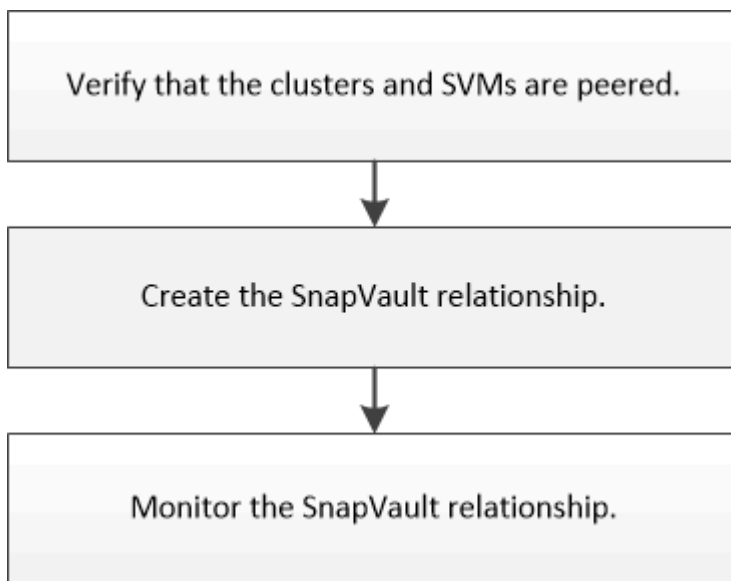 Verify that the clusters and SVMs are peered.
Create the SnapVault relationship.
Monitor the SnapVault relationship.